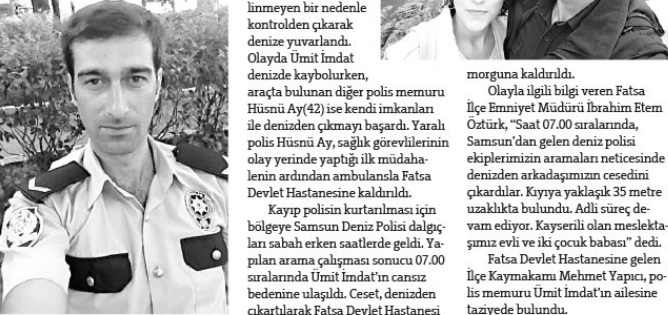 linmeyen bir nedenle
kontrolden çıkarak
denize yuvarlandı.
Olayda Ümit İmdat
denizde kaybolurken,
araçta bulunan diğer polis memuru
Hüsnü Ay(42) ise kendi imkanları
ile denizden çıkmayı başardı. Yaralı
polis Hüsnü Ay, sağlık görevlilerinin
olay yerinde yaptığı ilk müdaha-
lenin ardından ambulansla Fatsa
Devlet Hastanesine kaldırıldı.
Kayıp polisin kurtarılması için
bölgeye Samsun Deniz Polisi dalgıç-
ları sabah erken saatlerde geldi. Ya-
pılan arama çalışması sonucu 07.00
sıralarında Ümit İmdat'ın cansız
bedenine ulaşıldı. Ceset, denizden
çıkartılarak Fatsa Devlet Hastanesi
morguna kaldırıldı.
Olayla ilgili bilgi veren Fatsa
İlçe Emniyet Müdürü İbrahim Etem
Öztürk, “Saat 07.00 sıralarında,
Samsun'dan gelen deniz polisi
ekiplerimizin aramaları neticesinde
denizden arkadaşımızın cesedini
çıkardılar. Kıyıya yaklaşık 35 metre
uzaklıkta bulundu. Adli süreç de-
vam ediyor. Kayserili olan meslekta-
şımız evli ve iki çocuk babası” dedi.
Fatsa Devlet Hastanesine gelen
İlçe Kaymakamı Mehmet Yapıcı, po-
lis memuru Ümit İmdat'ın ailesine
taziyede bulundu.